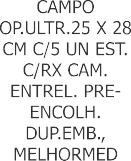 CAMPO
OP.ULTR.25 X 28
CM C/5 UN EST.
C/RX CAM.
ENTREL. PRE-
ENCOLH.
DUP.EMB.,
MELHORMED